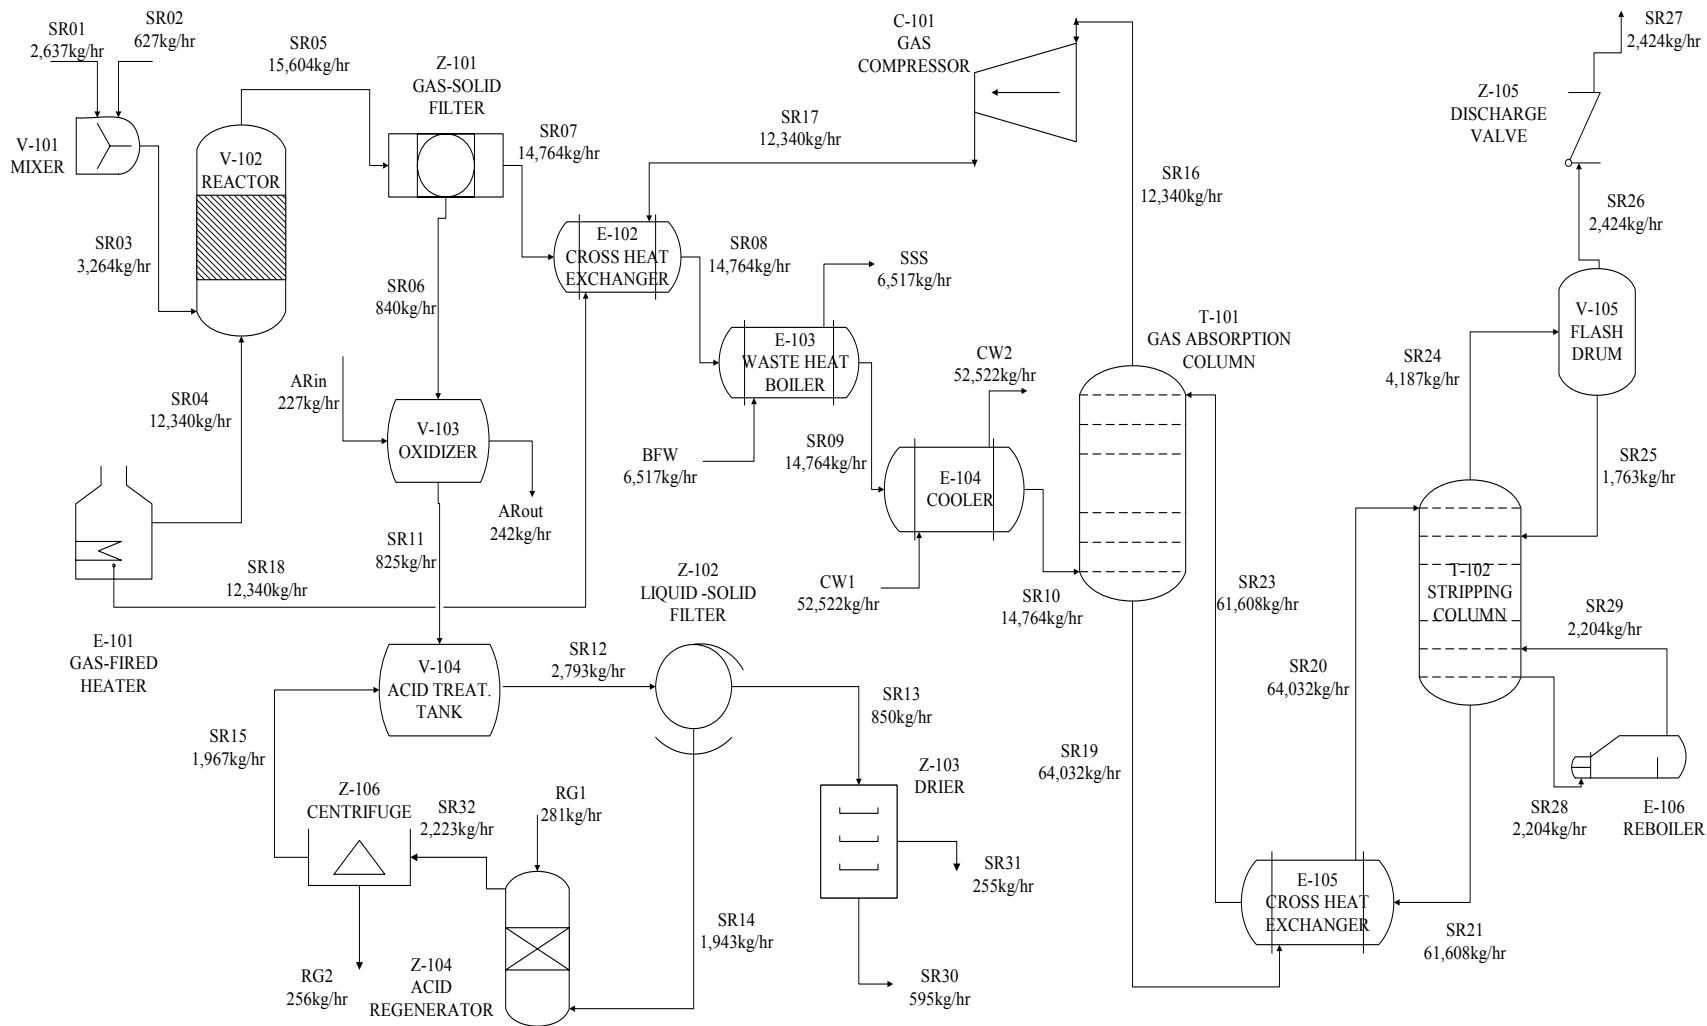 SR01
2,637kg/hr
SR02
627kg/hr
SR05
15,604kg/hr
Z-101
GAS-SOLID
FILTER
C-101
GAS
COMPRESSOR
SR27
2,424kg/hr
Z-105
DISCHARGE
VALVE
V-101
MIXER
V-102
REACTOR
SR07
14,764kg/hr
SR17
12,340kg/hr
SR16
12,340kg/hr
SR26
2,424kg/hr
SR03
3,264kg/hr
E-102
CROSS HEAT
EXCHANGER
SR08
14,764kg/hr
SSS
6,517kg/hr
SR06
840kg/hr
T-101
GAS ABSORPTION
COLUMN
V-105
FLASH
DRUM
E-103
WASTE HEAT
BOILER
CW2
52,522kg/hr
SR24
4,187kg/hr
ARin
227kg/hr
SR04
12,340kg/hr
V-103
OXIDIZER
BFW
6,517kg/hr
SR09
14,764kg/hr
E-104
COOLER
SR25
1,763kg/hr
ARout
242kg/hr
SR11
825kg/hr
SR18
12,340kg/hr
Z-102
LIQUID -SOLID
FILTER
CW1
52,522kg/hr
SR10
14,764kg/hr
SR23
61,608kg/hr
T-102
STRIPPING
COLUMN
SR29
2,204kg/hr
E-101
GAS-FIRED
HEATER
V-104
ACID TREAT.
TANK
SR12
2,793kg/hr
SR13
850kg/hr
SR20
64,032kg/hr
SR15
1,967kg/hr
SR19
64,032kg/hr
Z-103
DRIER
Z-106
CENTRIFUGE
SR32
2,223kg/hr
RG1
281kg/hr
SR28
2,204kg/hr
E-106
REBOILER
SR31
255kg/hr
E-105
CROSS HEAT
EXCHANGER
SR14
1,943kg/hr
SR21
61,608kg/hr
RG2
256kg/hr
Z-104
ACID
REGENERATOR
SR30
595kg/hr